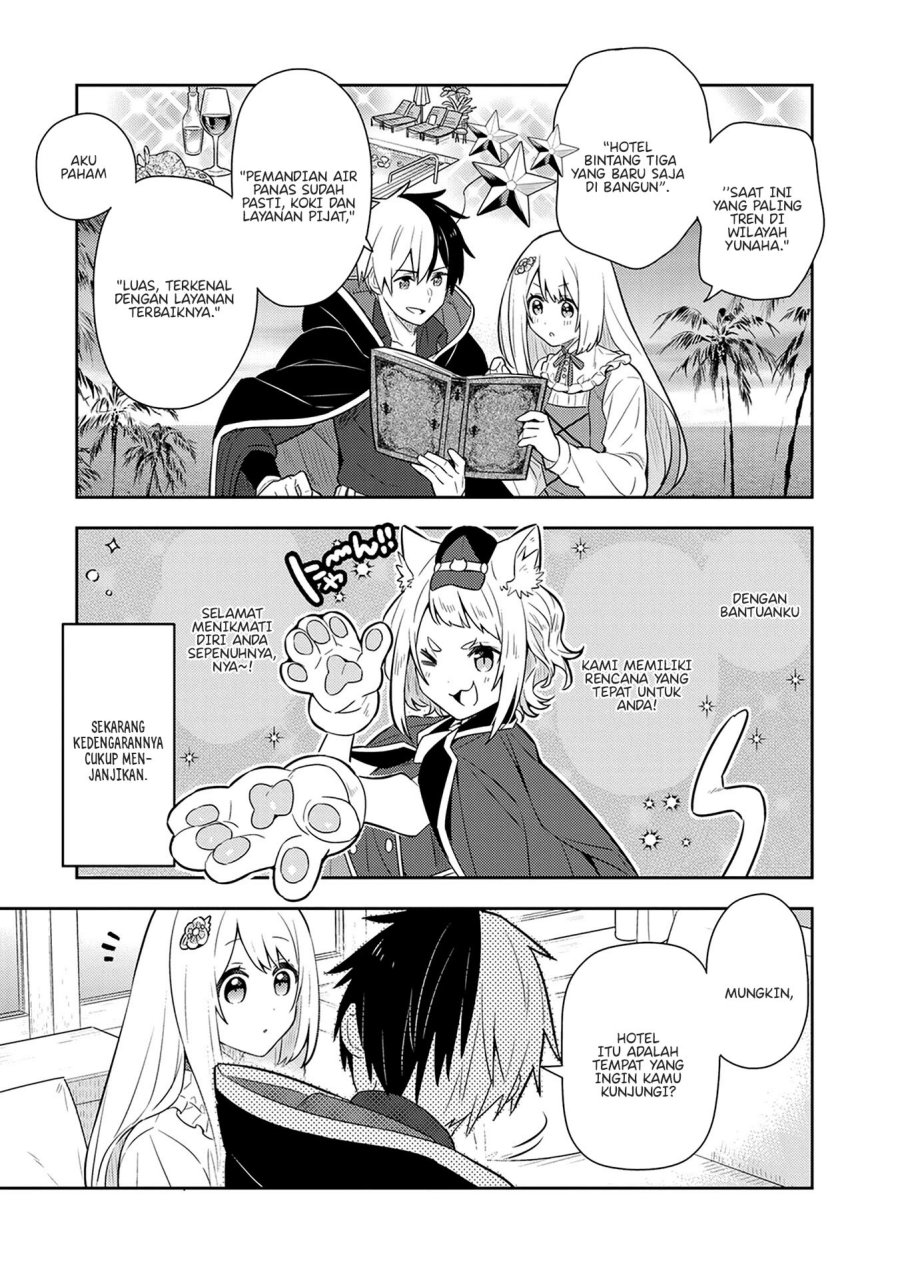 "SAAT INI
YANG PALING
TREN DI
WILAYAH
YUNAHA."
"HOTEL
BINTANG TIGA
YANG BARU SAJA
DI BANGUN".
"PEMANDIAN AIR
PANAS SUDAH
PASTI, KOKI DAN
LAYANAN PIJAT,"
"LUAS, TERKENAL
DENGAN LAYANAN
TERBAIKNYA."
AKU
PAHAM
DENGAN
BANTUANKU
KAMI MEMILIKI
RENCANA YANG
TEPAT UNTUK
ANDA!
にゃーん!!
SELAMAT
MENIKMATI
DIRI ANDA
SEPENUHNYA,
NYA~!
SEKARANG
KEDENGARANNYA
CUKUP MEN-
JANJIKAN.
MUNGKIN,
HOTEL
ITU ADALAH
TEMPAT YANG
INGIN KAMU
KUNJUNGI?